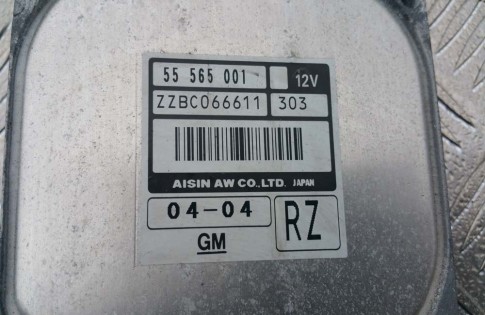 55 565 001 12V
ZZBC066611 303
AISIN AW CO.,LTD. JAPAN
04-04 RZ
GM